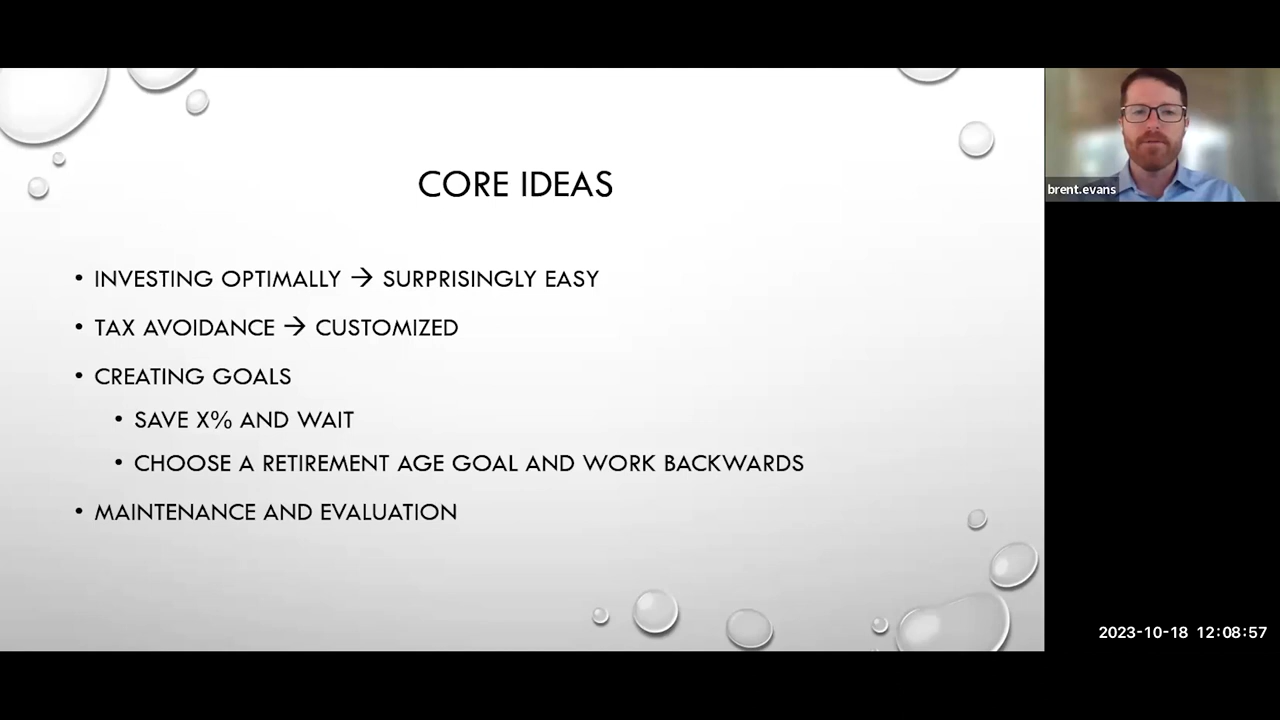 CORE IDEAS
• INVESTING OPTIMALLY → SURPRISINGLY EASY
• TAX AVOIDANCE → CUSTOMIZED
• CREATING GOALS
• SAVE X% AND WAIT
• CHOOSE A RETIREMENT AGE GOAL AND WORK BACKWARDS
• MAINTENANCE AND EVALUATION
brent.evans
2023-10-18 12:08:57